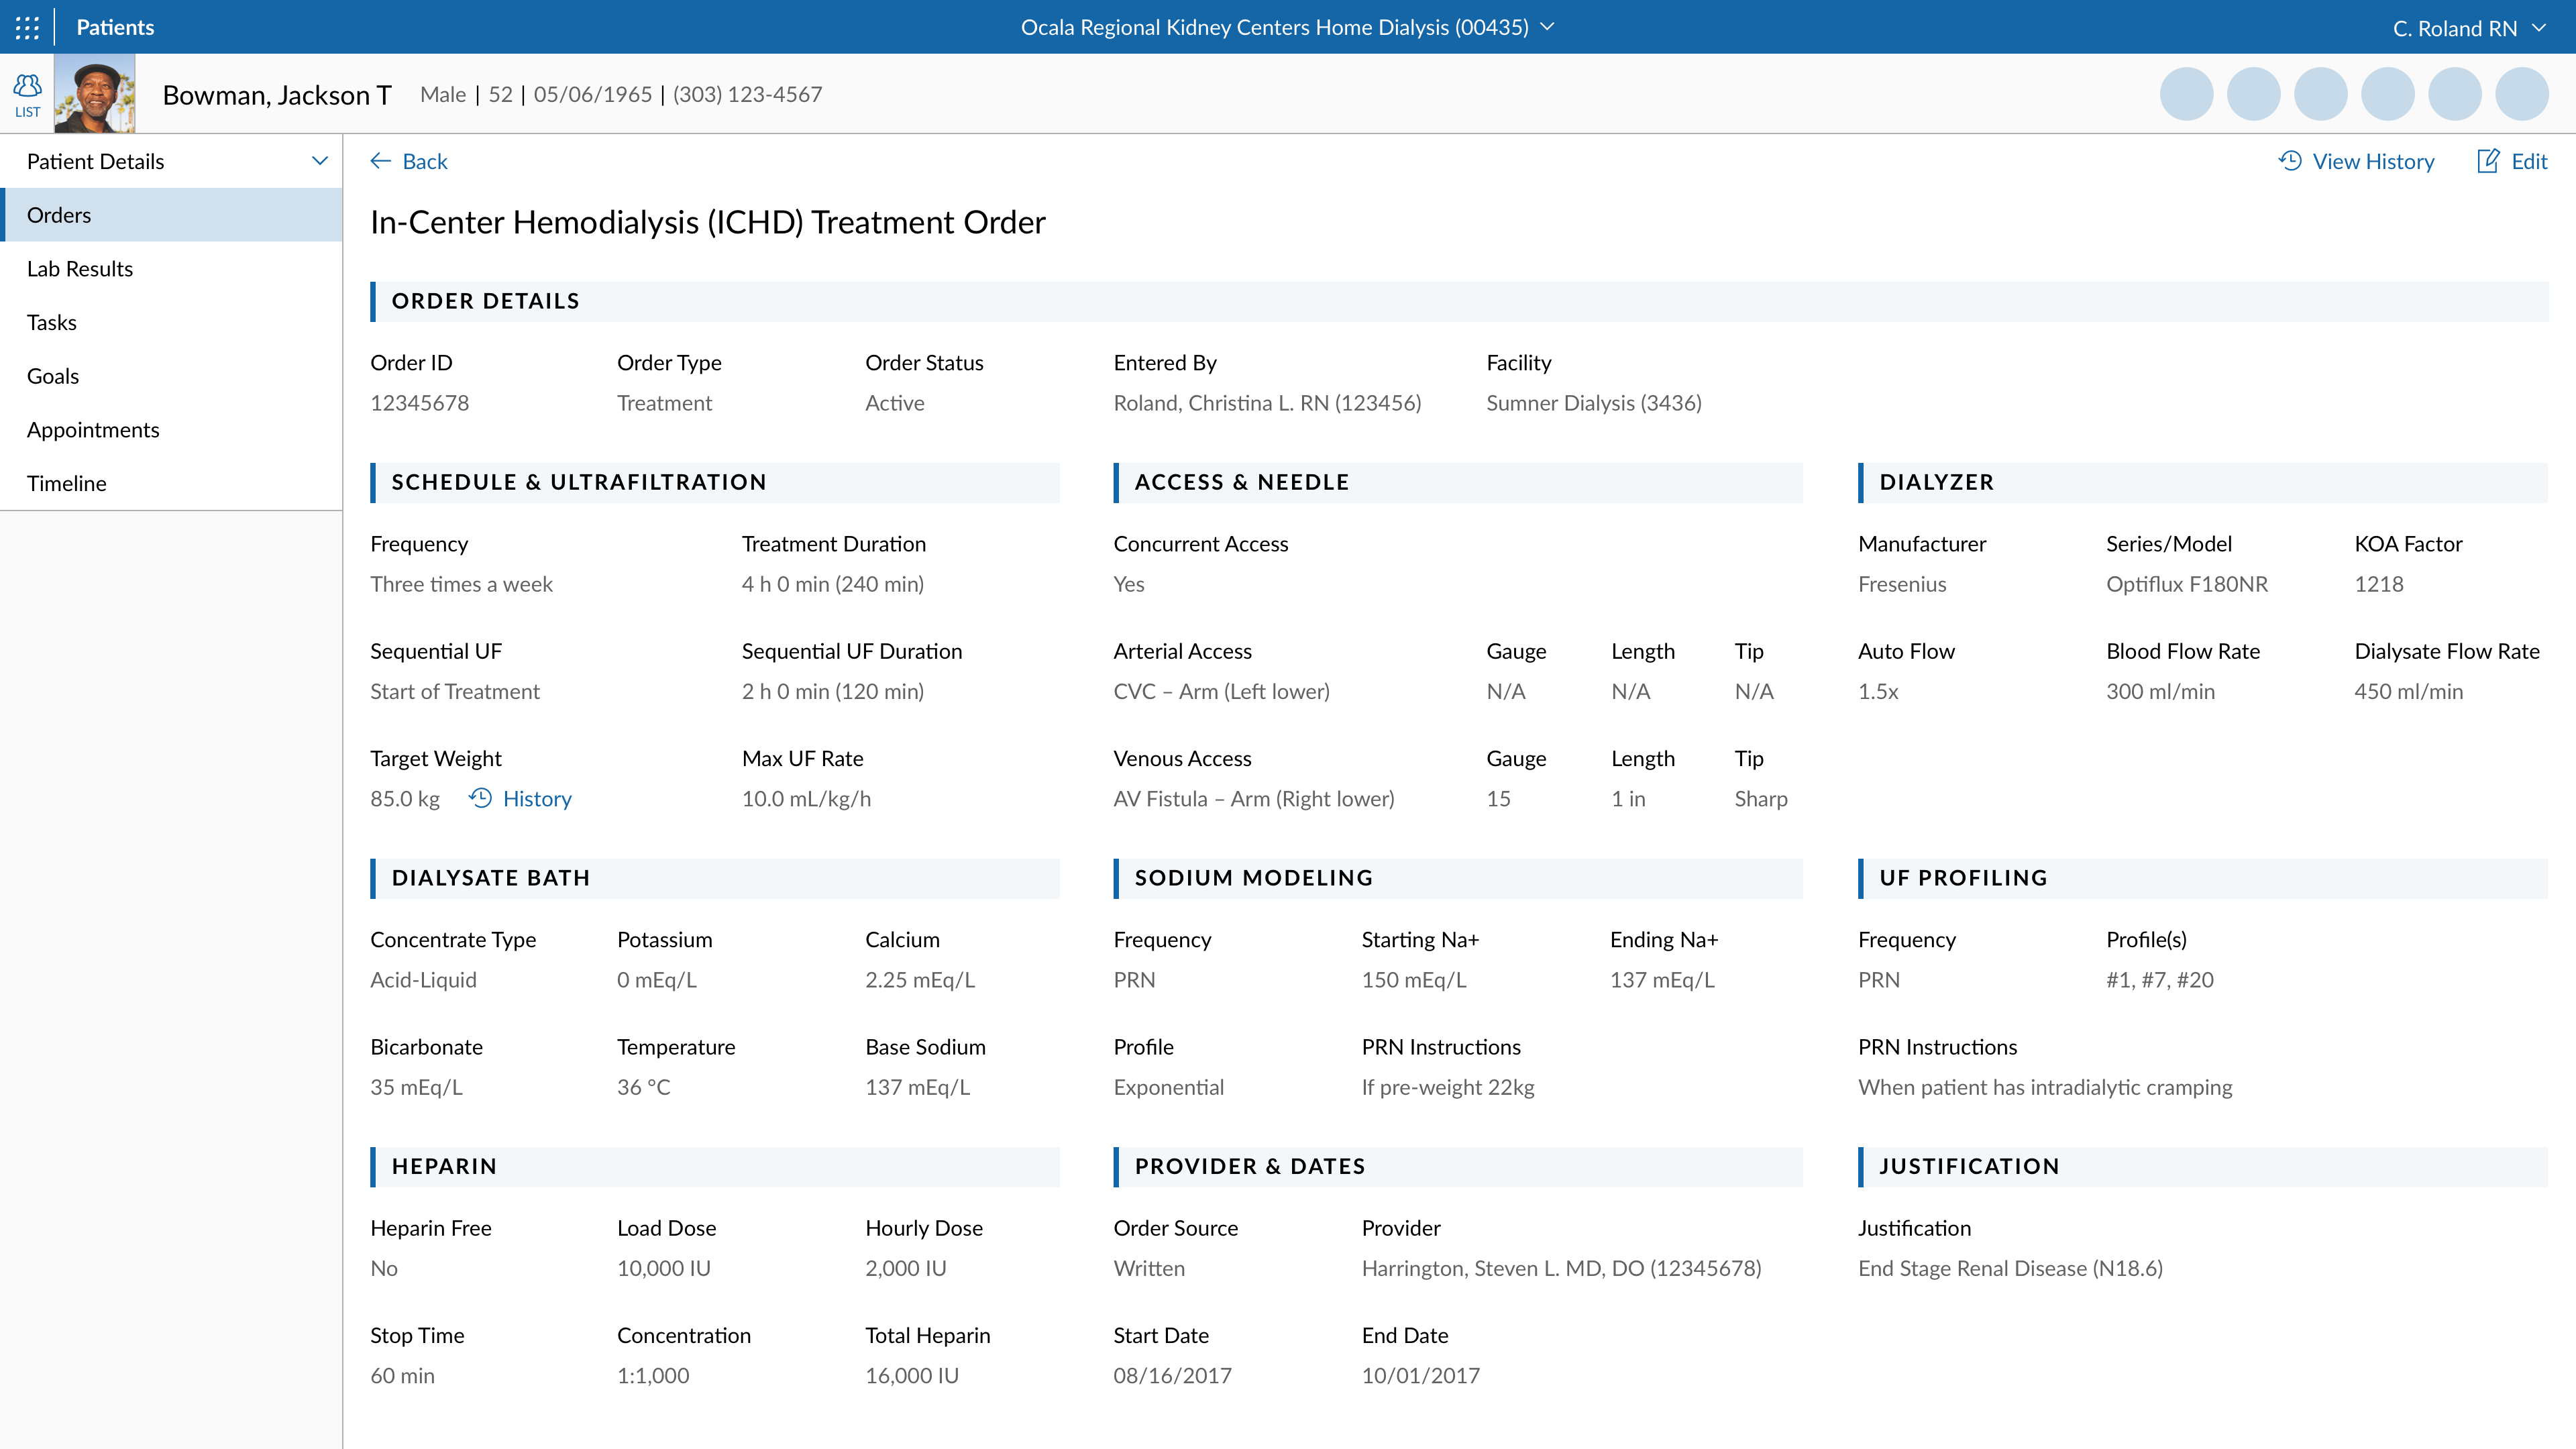 Patients
Ocala Regional Kidney Centers Home Dialysis (00435)
C. Roland RN
LIST
Bowman, Jackson T
Male | 52 | 05/06/1965 | (303) 123-4567
Patient Details
Orders
Lab Results
Tasks
Goals
Appointments
Timeline
Back
View History
Edit
In-Center Hemodialysis (ICHD) Treatment Order
ORDER DETAILS
Order ID Order Type Order Status Entered By Facility
12345678 Treatment Active Roland, Christina L. RN (123456) Sumner Dialysis (3436)
SCHEDULE & ULTRAFILTRATION
Frequency Treatment Duration
Three times a week 4 h 0 min (240 min)
Sequential UF Sequential UF Duration
Start of Treatment 2 h 0 min (120 min)
Target Weight Max UF Rate
85.0 kg History 10.0 mL/kg/h
ACCESS & NEEDLE
Concurrent Access
Yes
Arterial Access Gauge Length Tip
CVC – Arm (Left lower) N/A N/A N/A
Venous Access Gauge Length Tip
AV Fistula – Arm (Right lower) 15 1 in Sharp
DIALYZER
Manufacturer Series/Model KOA Factor
Fresenius Optiflux F180NR 1218
Auto Flow Blood Flow Rate Dialysate Flow Rate
1.5x 300 ml/min 450 ml/min
DIALYSATE BATH
Concentrate Type Potassium Calcium
Acid-Liquid 0 mEq/L 2.25 mEq/L
Bicarbonate Temperature Base Sodium
35 mEq/L 36 °C 137 mEq/L
SODIUM MODELING
Frequency Starting Na+ Ending Na+
PRN 150 mEq/L 137 mEq/L
Profile PRN Instructions
Exponential If pre-weight 22kg
UF PROFILING
Frequency Profile(s)
PRN #1, #7, #20
PRN Instructions
When patient has intradialytic cramping
HEPARIN
Heparin Free Load Dose Hourly Dose
No 10,000 IU 2,000 IU
Stop Time Concentration Total Heparin
60 min 1:1,000 16,000 IU
PROVIDER & DATES
Order Source Provider
Written Harrington, Steven L. MD, DO (12345678)
Start Date End Date
08/16/2017 10/01/2017
JUSTIFICATION
Justification
End Stage Renal Disease (N18.6)